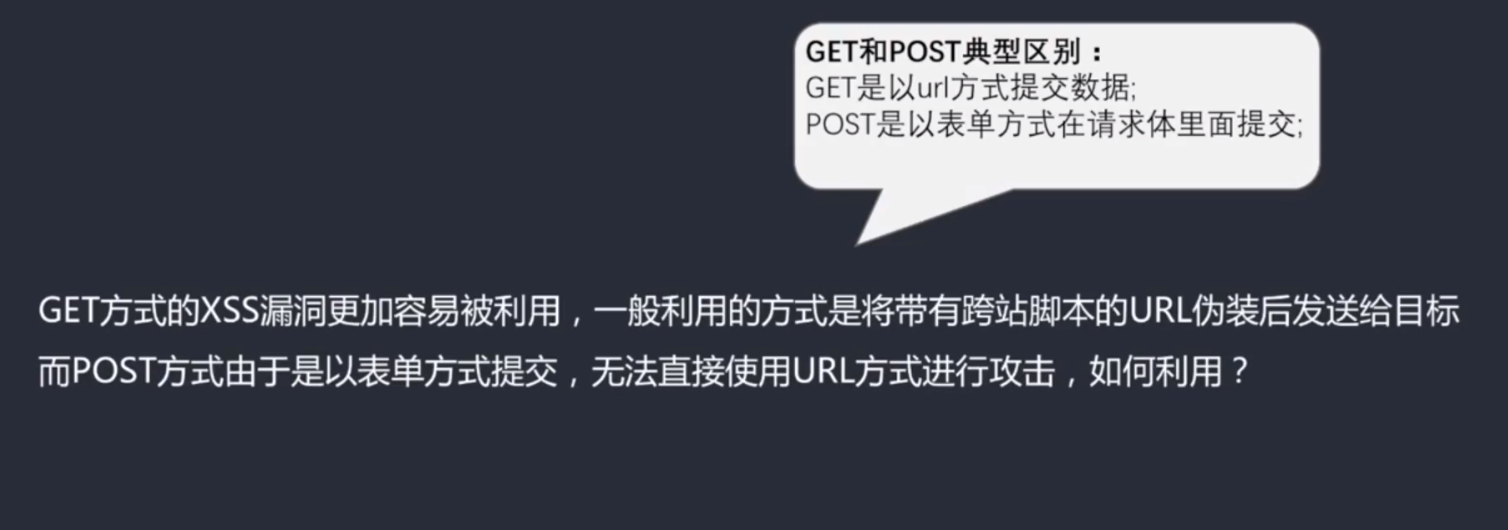 GET和POST典型区别：
GET是以url方式提交数据;
POST是以表单方式在请求体里面提交;
GET方式的XSS漏洞更加容易被利用，一般利用的方式是将带有跨站脚本的URL伪装后发送给目标
而POST方式由于是以表单方式提交，无法直接使用URL方式进行攻击，如何利用？